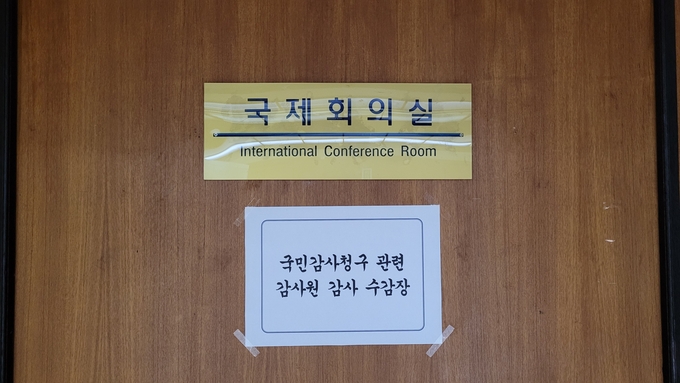 국제회의실
International Conference Room
국민감사청구 관련
감사원 감사 수감장